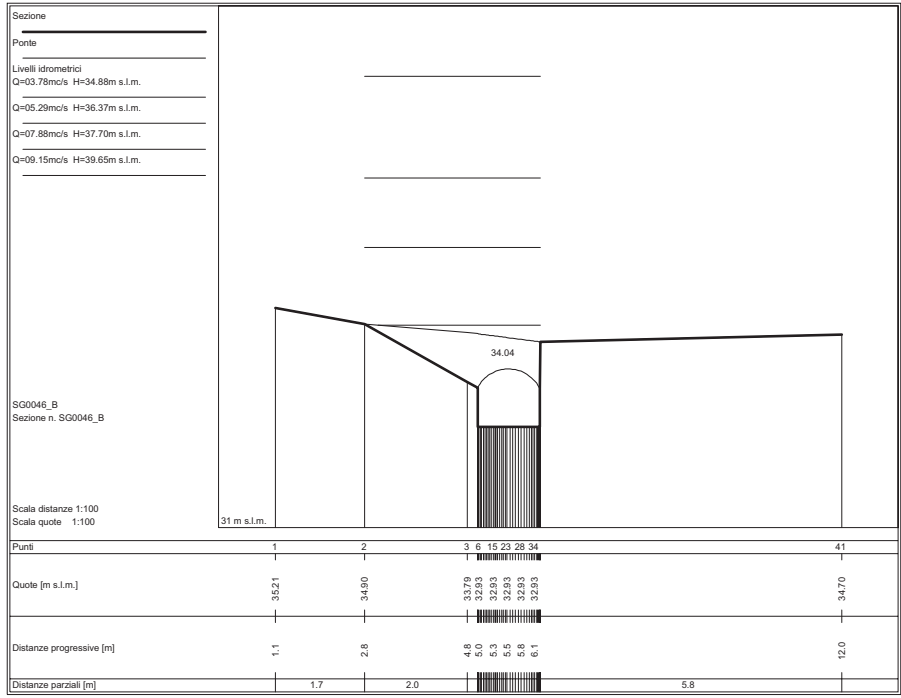 Sezione
Ponte
Livelli idrometrici
Q=03.78mc/s H=34.88m s.l.m.
Q=05.29mc/s H=36.37m s.l.m.
Q=07.88mc/s H=37.70m s.l.m.
Q=09.15mc/s H=39.65m s.l.m.
34.04
SG0046_B
Sezione n. SG0046_B
Scala distanze 1:100
Scala quote 1:100
31 m s.l.m.
Punti 1 2 3 6 15 23 28 34 41
Quote [m s.l.m.] 35.21 34.90 33.79 32.93 32.93 32.93 32.93 32.93 34.70
Distanze progressive [m] 1.1 2.8 4.8 5.0 5.3 5.5 5.8 6.1 12.0
Distanze parziali [m] 1.7 2.0 5.8